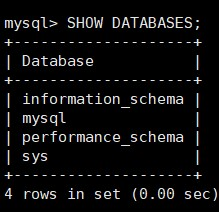 mysql> SHOW DATABASES;
+--------------------+
| Database           |
+--------------------+
| information_schema |
| mysql              |
| performance_schema |
| sys                |
+--------------------+
4 rows in set (0.00 sec)